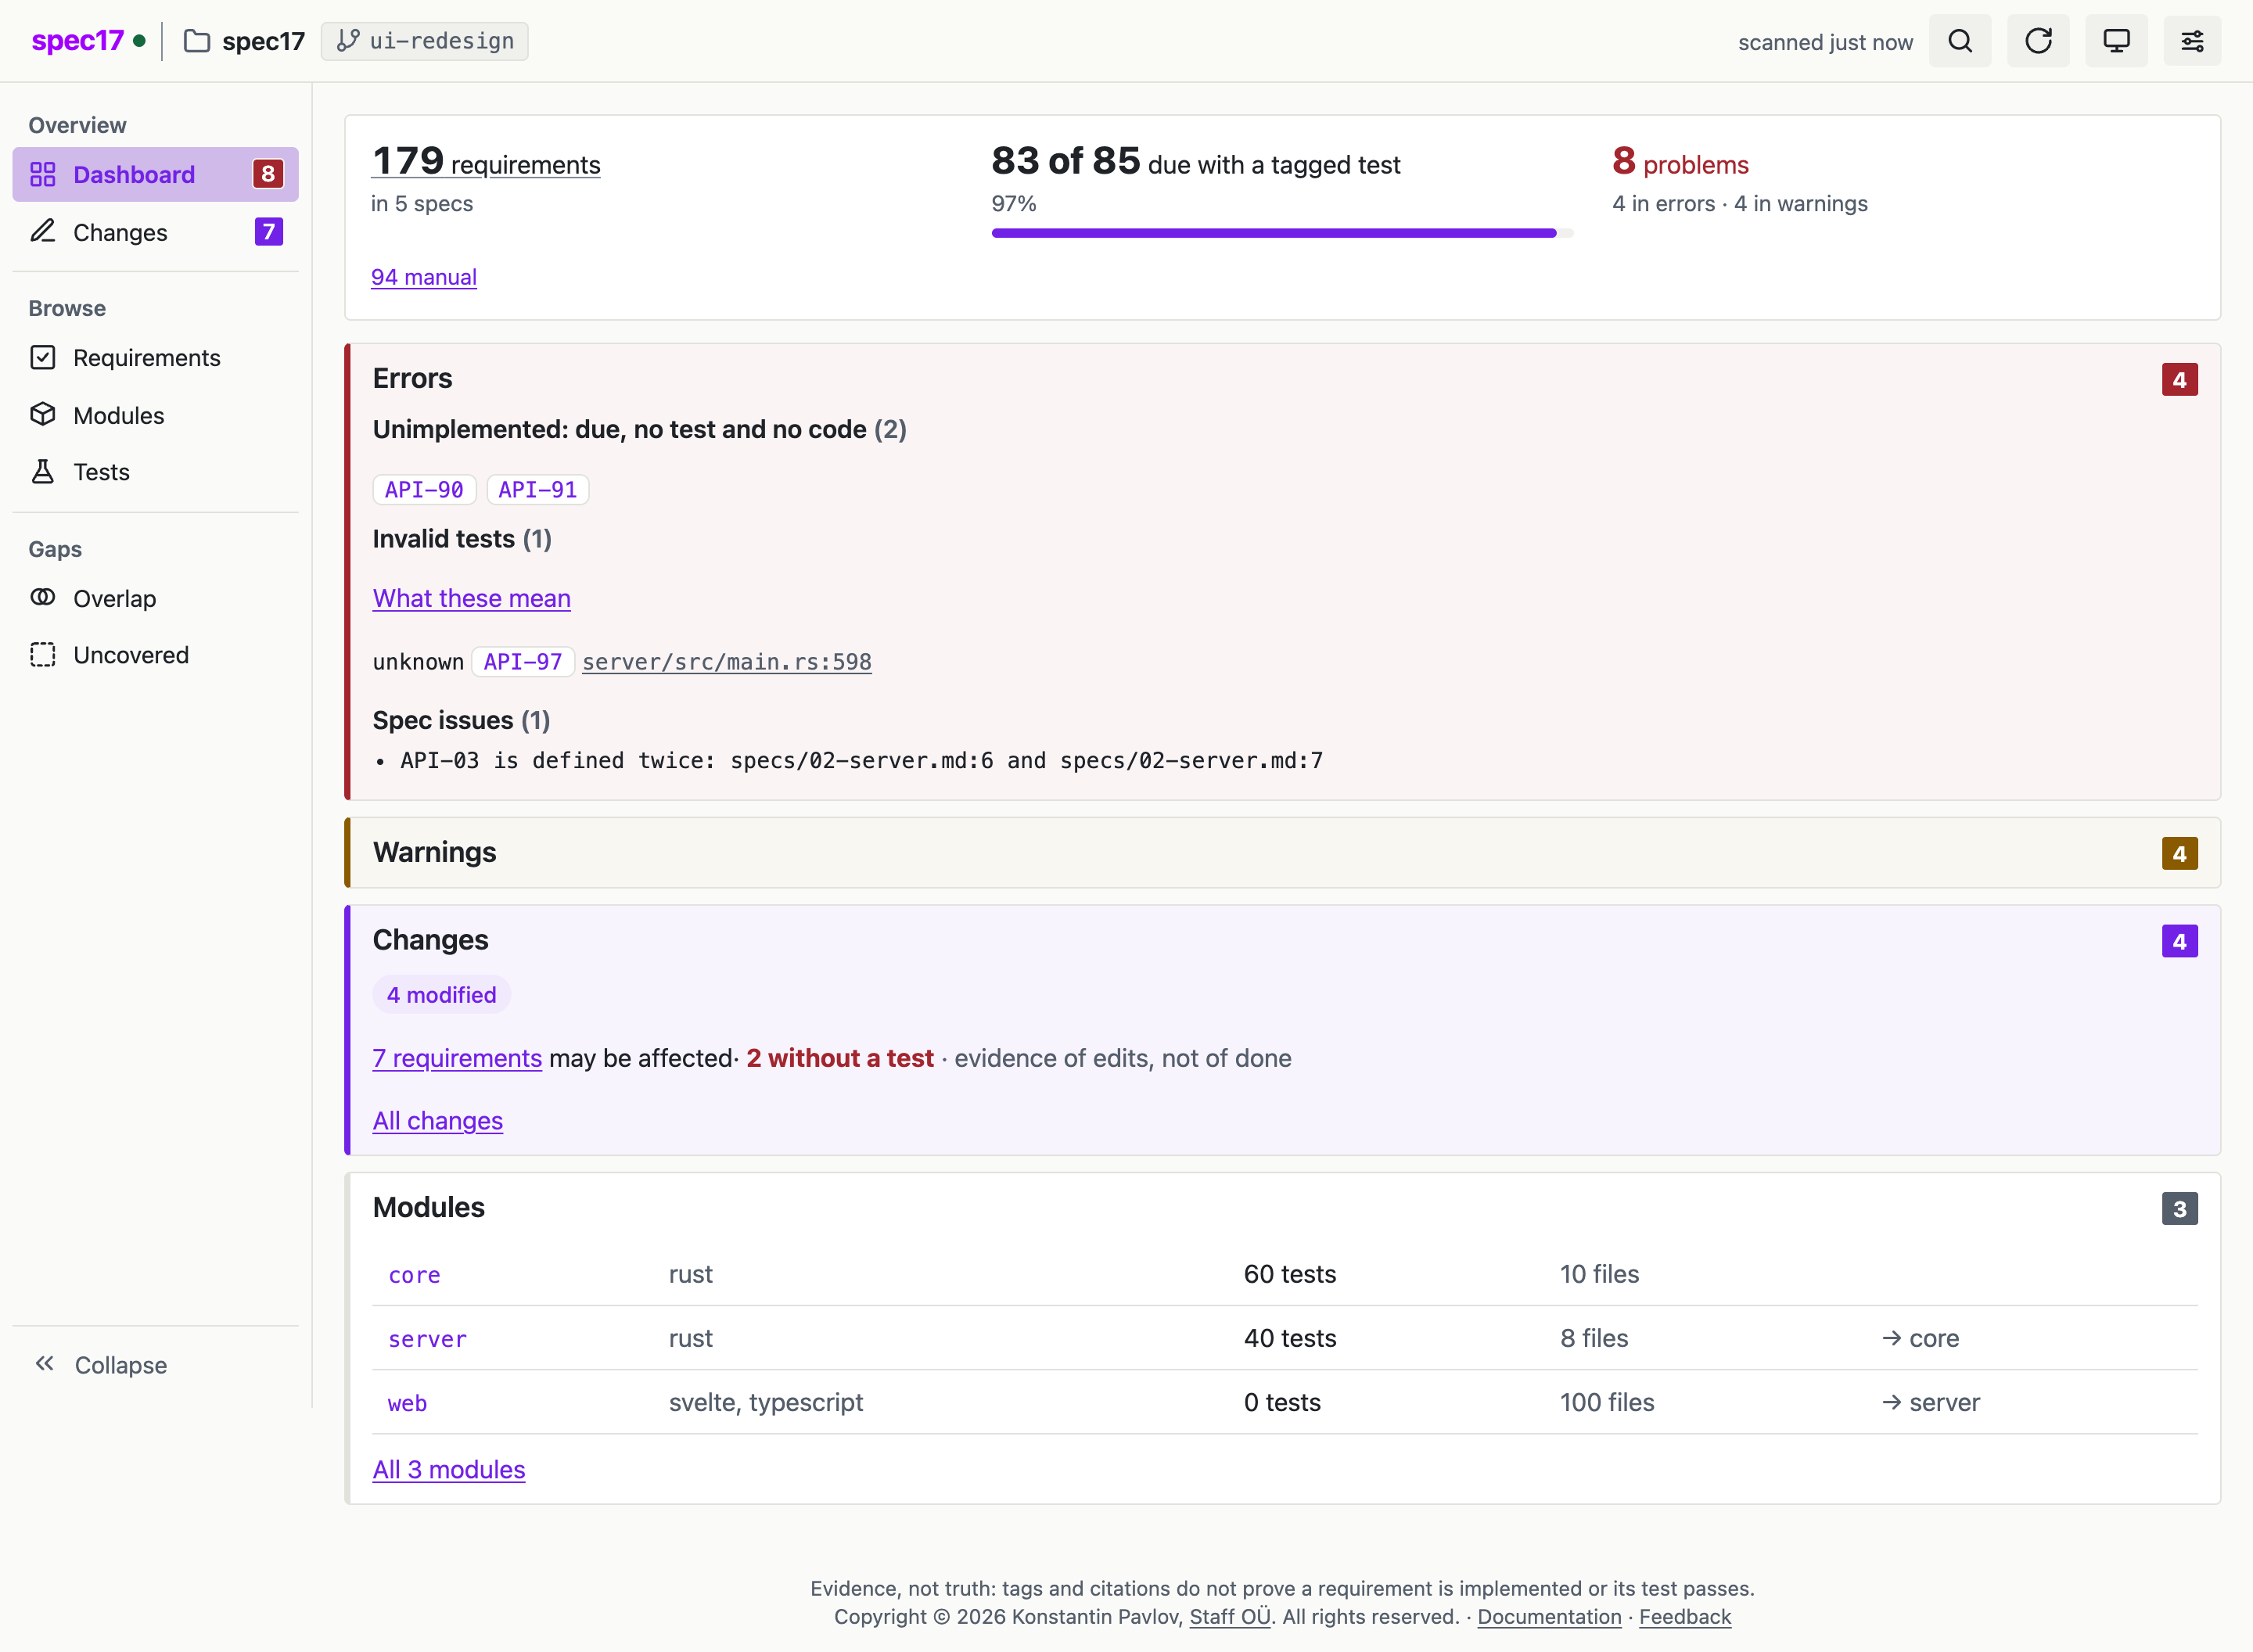 spec17
spec17
ui-redesign
scanned just now
Overview
Dashboard 8
Changes 7
Browse
Requirements
Modules
Tests
Gaps
Overlap
Uncovered
Collapse
179 requirements
in 5 specs
94 manual
83 of 85 due with a tagged test
97%
8 problems
4 in errors · 4 in warnings
Errors 4
Unimplemented: due, no test and no code (2)
API-90 API-91
Invalid tests (1)
What these mean
unknown API-97 server/src/main.rs:598
Spec issues (1)
• API-03 is defined twice: specs/02-server.md:6 and specs/02-server.md:7
Warnings 4
Changes 4
4 modified
7 requirements may be affected· 2 without a test · evidence of edits, not of done
All changes
Modules 3
core rust 60 tests 10 files
server rust 40 tests 8 files → core
web svelte, typescript 0 tests 100 files → server
All 3 modules
Evidence, not truth: tags and citations do not prove a requirement is implemented or its test passes.
Copyright © 2026 Konstantin Pavlov, Staff OÜ. All rights reserved. · Documentation · Feedback